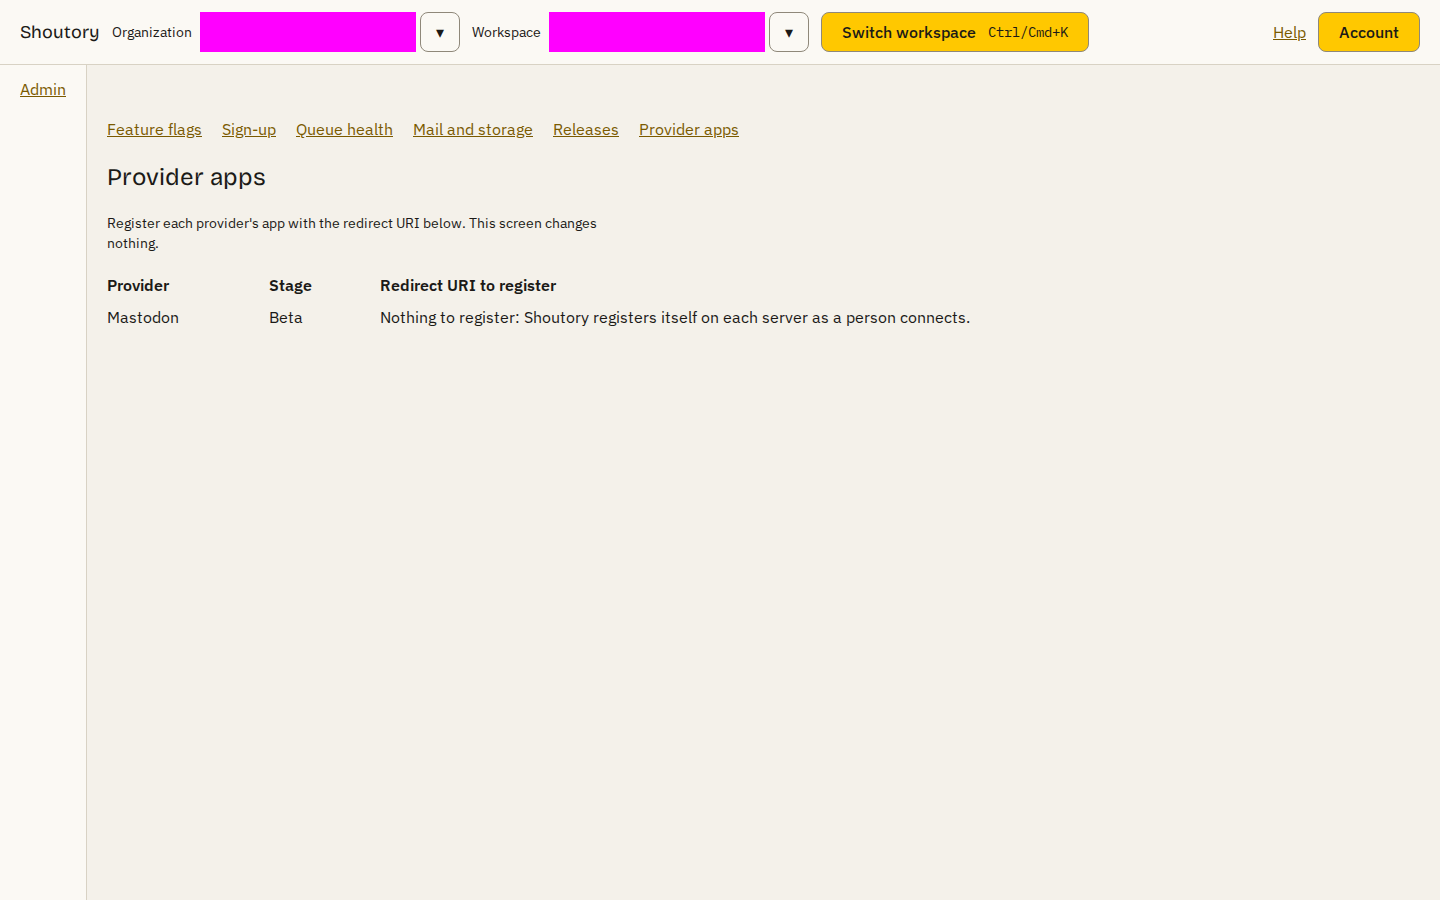 Shoutory Organization ▾ Workspace ▾ Switch workspace Ctrl/Cmd+K Help Account
Admin
Feature flags Sign-up Queue health Mail and storage Releases Provider apps
Provider apps
Register each provider's app with the redirect URI below. This screen changes
nothing.
Provider Stage Redirect URI to register
Mastodon Beta Nothing to register: Shoutory registers itself on each server as a person connects.